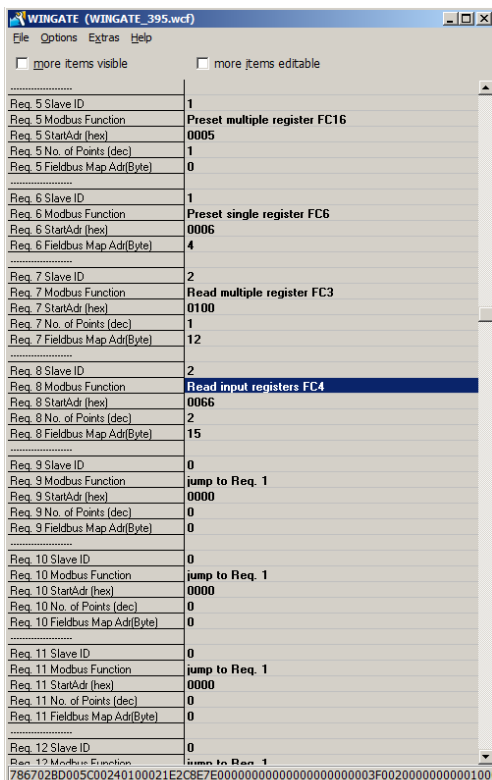 WINGATE (WINGATE_395.wcf)
File Options Extras Help
more items visible more items editable
--------------------
Req. 5 Slave ID 1
Req. 5 Modbus Function Preset multiple register FC16
Req. 5 StartAdr (hex) 0005
Req. 5 No. of Points (dec) 1
Req. 5 Fieldbus Map Adr(Byte) 0
--------------------
Req. 6 Slave ID 1
Req. 6 Modbus Function Preset single register FC6
Req. 6 StartAdr (hex) 0006
Req. 6 Fieldbus Map Adr(Byte) 4
--------------------
Req. 7 Slave ID 2
Req. 7 Modbus Function Read multiple register FC3
Req. 7 StartAdr (hex) 0100
Req. 7 No. of Points (dec) 1
Req. 7 Fieldbus Map Adr(Byte) 12
--------------------
Req. 8 Slave ID 2
Req. 8 Modbus Function Read input registers FC4
Req. 8 StartAdr (hex) 0066
Req. 8 No. of Points (dec) 2
Req. 8 Fieldbus Map Adr(Byte) 15
--------------------
Req. 9 Slave ID 0
Req. 9 Modbus Function jump to Req. 1
Req. 9 StartAdr (hex) 0000
Req. 9 No. of Points (dec) 0
Req. 9 Fieldbus Map Adr(Byte) 0
--------------------
Req. 10 Slave ID 0
Req. 10 Modbus Function jump to Req. 1
Req. 10 StartAdr (hex) 0000
Req. 10 No. of Points (dec) 0
Req. 10 Fieldbus Map Adr(Byte) 0
--------------------
Req. 11 Slave ID 0
Req. 11 Modbus Function jump to Req. 1
Req. 11 StartAdr (hex) 0000
Req. 11 No. of Points (dec) 0
Req. 11 Fieldbus Map Adr(Byte) 0
--------------------
Req. 12 Slave ID 0
Req. 12 Modbus Function jump to Req. 1